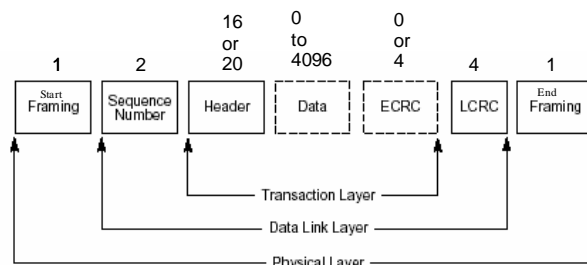 16
or
20
0
to
4096
0
or
4
1
2
4
1
Start
Framing
Sequence
Number
Header
Data
ECRC
LCRC
End
Framing
Transaction Layer
Data Link Layer
Physical Layer